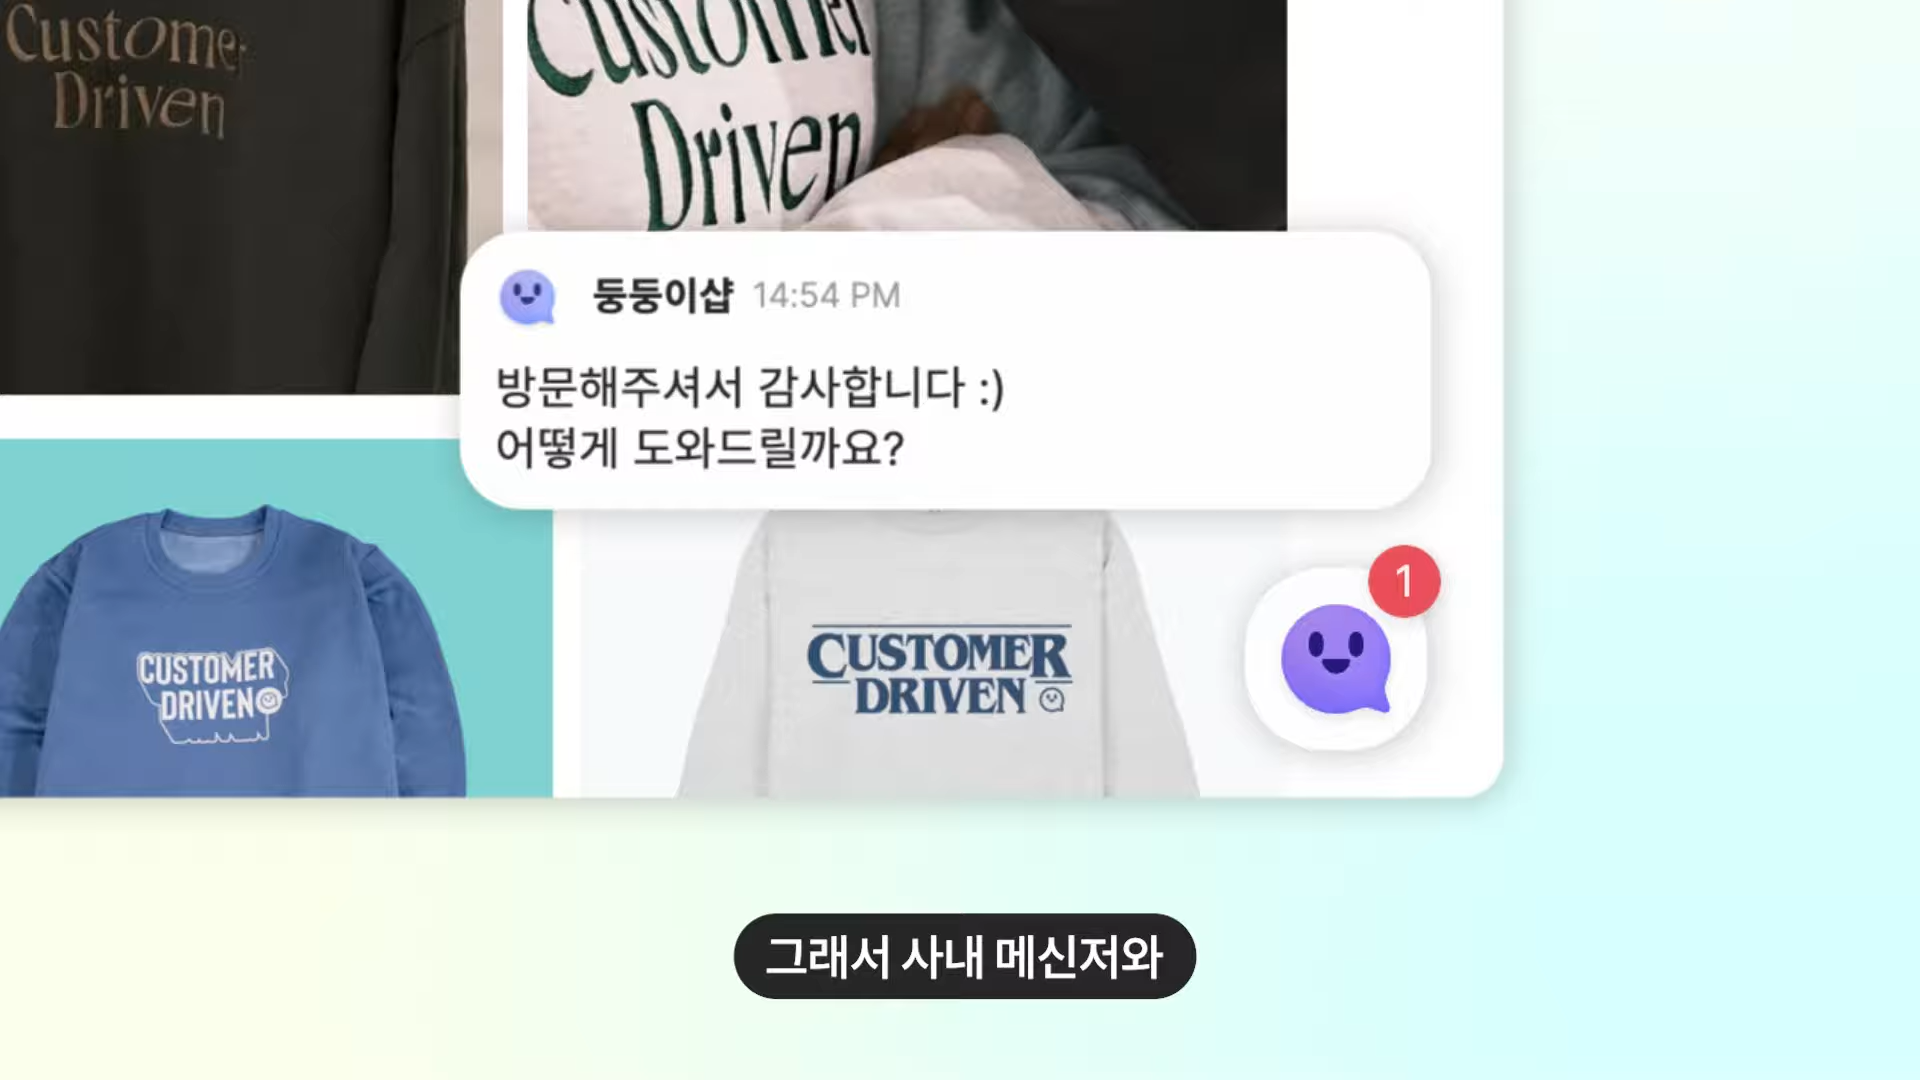 Customer
Driven
Customer
Driven
둥둥이샵 14:54 PM
방문해주셔서 감사합니다 :)
어떻게 도와드릴까요?
CUSTOMER
DRIVEN
CUSTOMER
DRIVEN
1
그래서 사내 메신저와